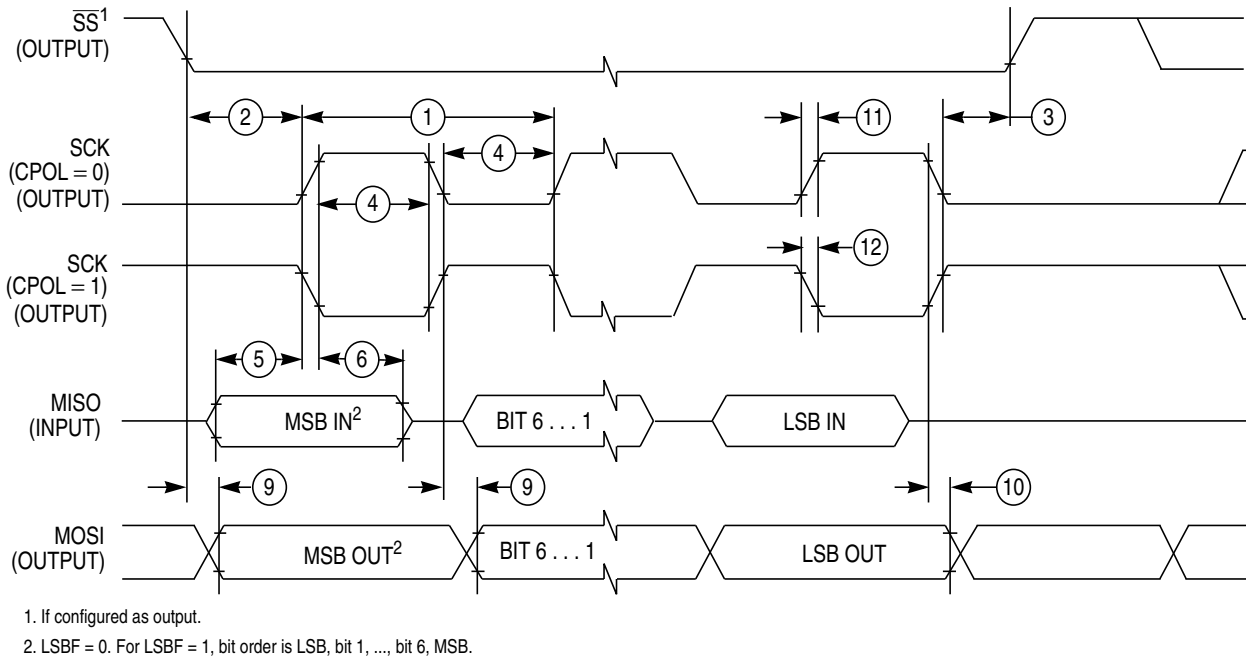 SS¹
(OUTPUT)
2
1
11
3
SCK
(CPOL = 0)
(OUTPUT)
4
4
SCK
(CPOL = 1)
(OUTPUT)
12
5
6
MISO
(INPUT)
MSB IN²
BIT 6 . . . 1
LSB IN
9
9
10
MOSI
(OUTPUT)
MSB OUT²
BIT 6 . . . 1
LSB OUT
1. If configured as output.
2. LSBF = 0. For LSBF = 1, bit order is LSB, bit 1, ..., bit 6, MSB.